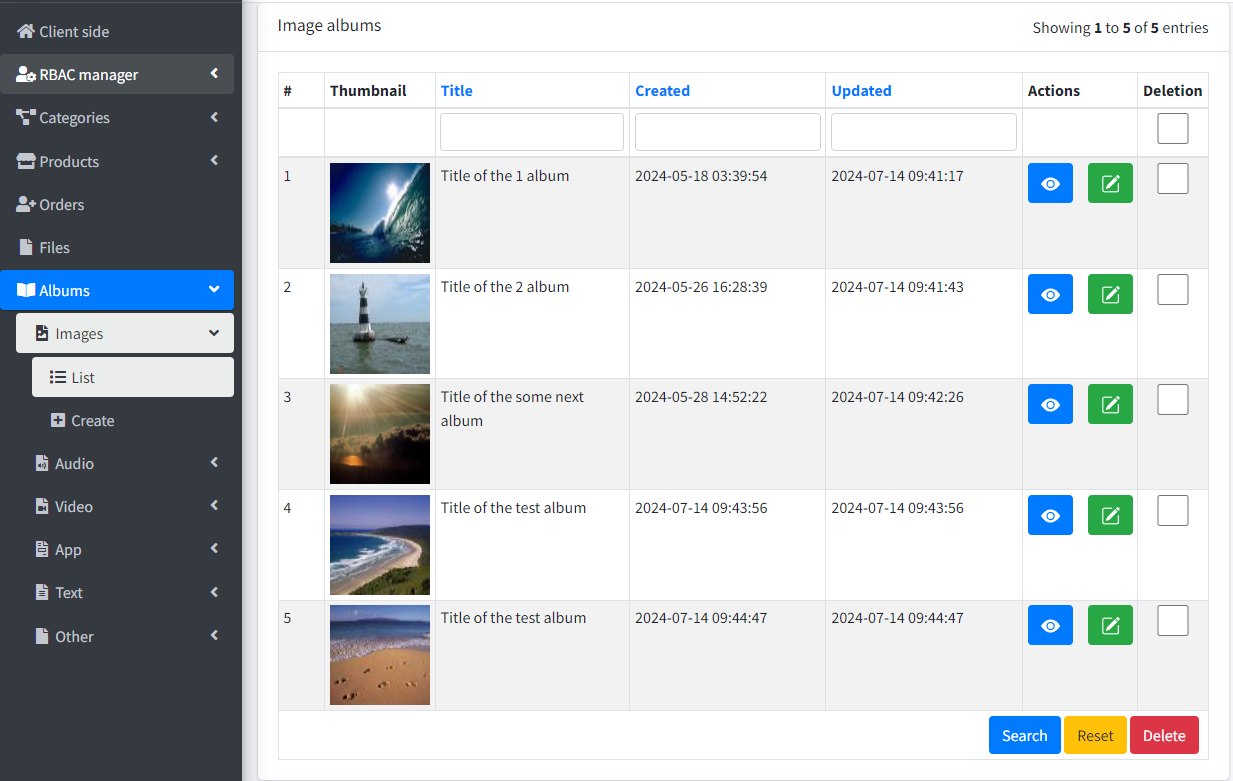 Client side
RBAC manager
Categories
Products
Orders
Files
Albums
Images
List
Create
Audio
Video
App
Text
Other
Image albums
Showing 1 to 5 of 5 entries
# Thumbnail Title Created Updated Actions Deletion
1 Title of the 1 album 2024-05-18 03:39:54 2024-07-14 09:41:17
2 Title of the 2 album 2024-05-26 16:28:39 2024-07-14 09:41:43
3 Title of the some next 2024-05-28 14:52:22 2024-07-14 09:42:26
album
4 Title of the test album 2024-07-14 09:43:56 2024-07-14 09:43:56
5 Title of the test album 2024-07-14 09:44:47 2024-07-14 09:44:47
Search Reset Delete